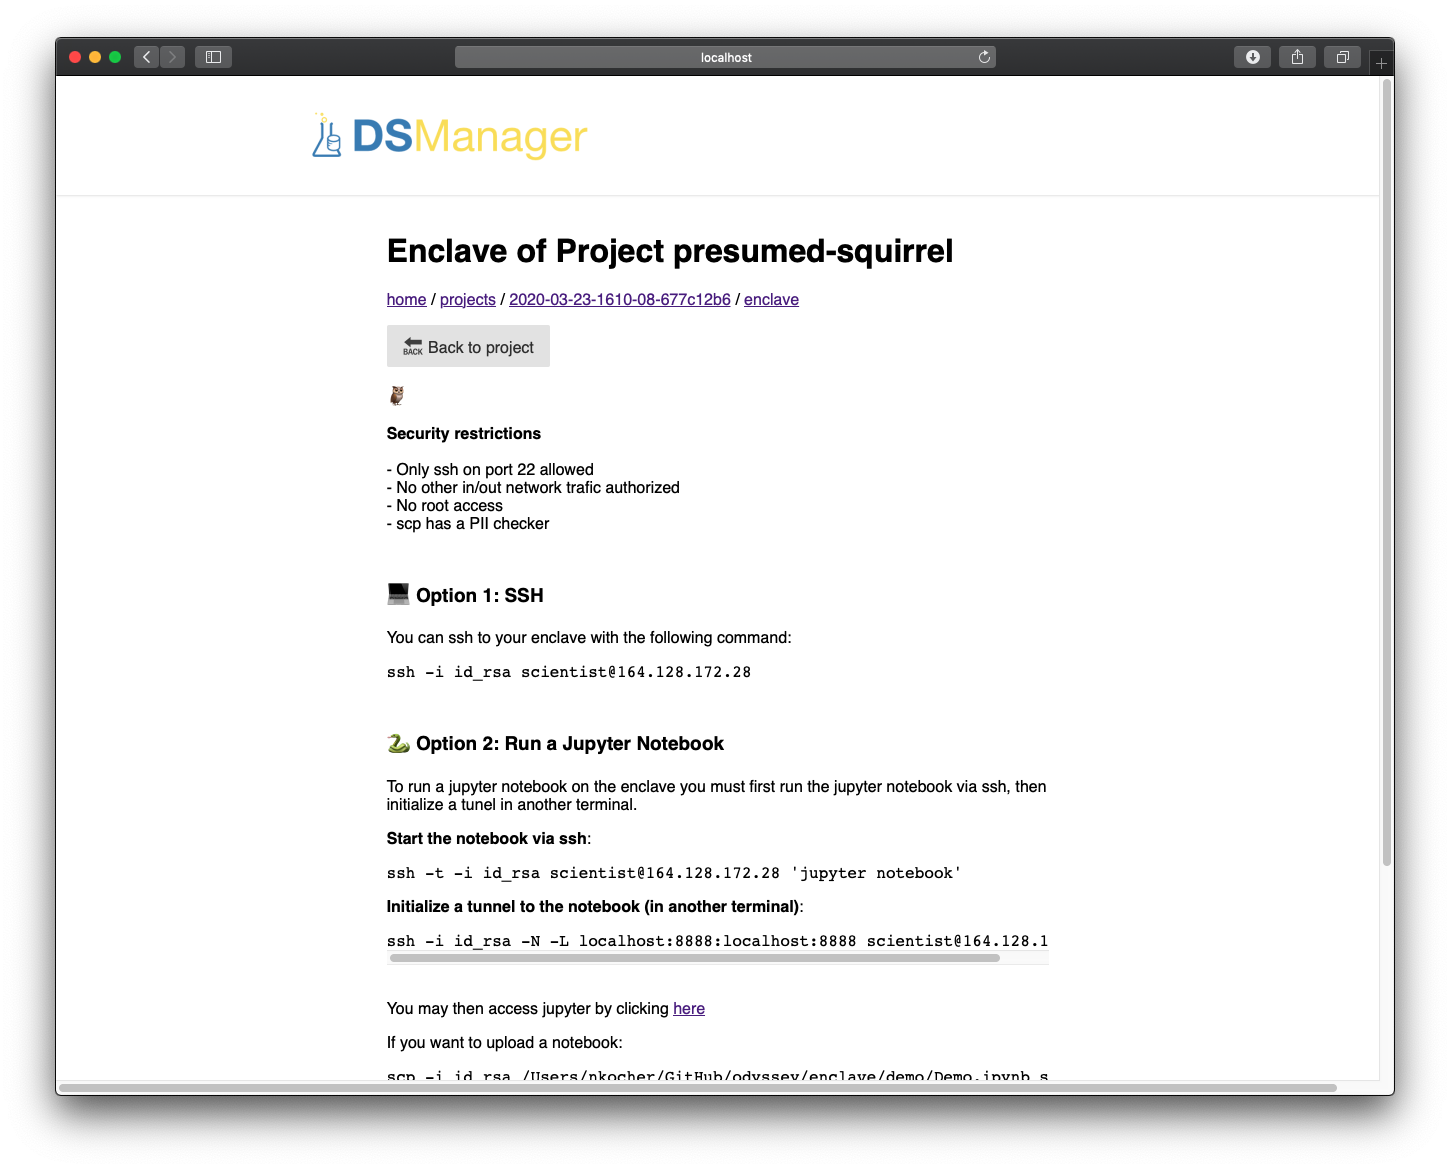 localhost
DSManager
Enclave of Project presumed-squirrel
home / projects / 2020-03-23-1610-08-677c12b6 / enclave
BACK Back to project
Security restrictions
- Only ssh on port 22 allowed
- No other in/out network trafic authorized
- No root access
- scp has a PII checker
Option 1: SSH
You can ssh to your enclave with the following command:
ssh -i id_rsa scientist@164.128.172.28
Option 2: Run a Jupyter Notebook
To run a jupyter notebook on the enclave you must first run the jupyter notebook via ssh, then
initialize a tunel in another terminal.
Start the notebook via ssh:
ssh -t -i id_rsa scientist@164.128.172.28 'jupyter notebook'
Initialize a tunnel to the notebook (in another terminal):
ssh -i id_rsa -N -L localhost:8888:localhost:8888 scientist@164.128.1
You may then access jupyter by clicking here
If you want to upload a notebook:
scp -i id_rsa /Users/nkocher/GitHub/odyssey/enclave/demo/Demo.ipynb s